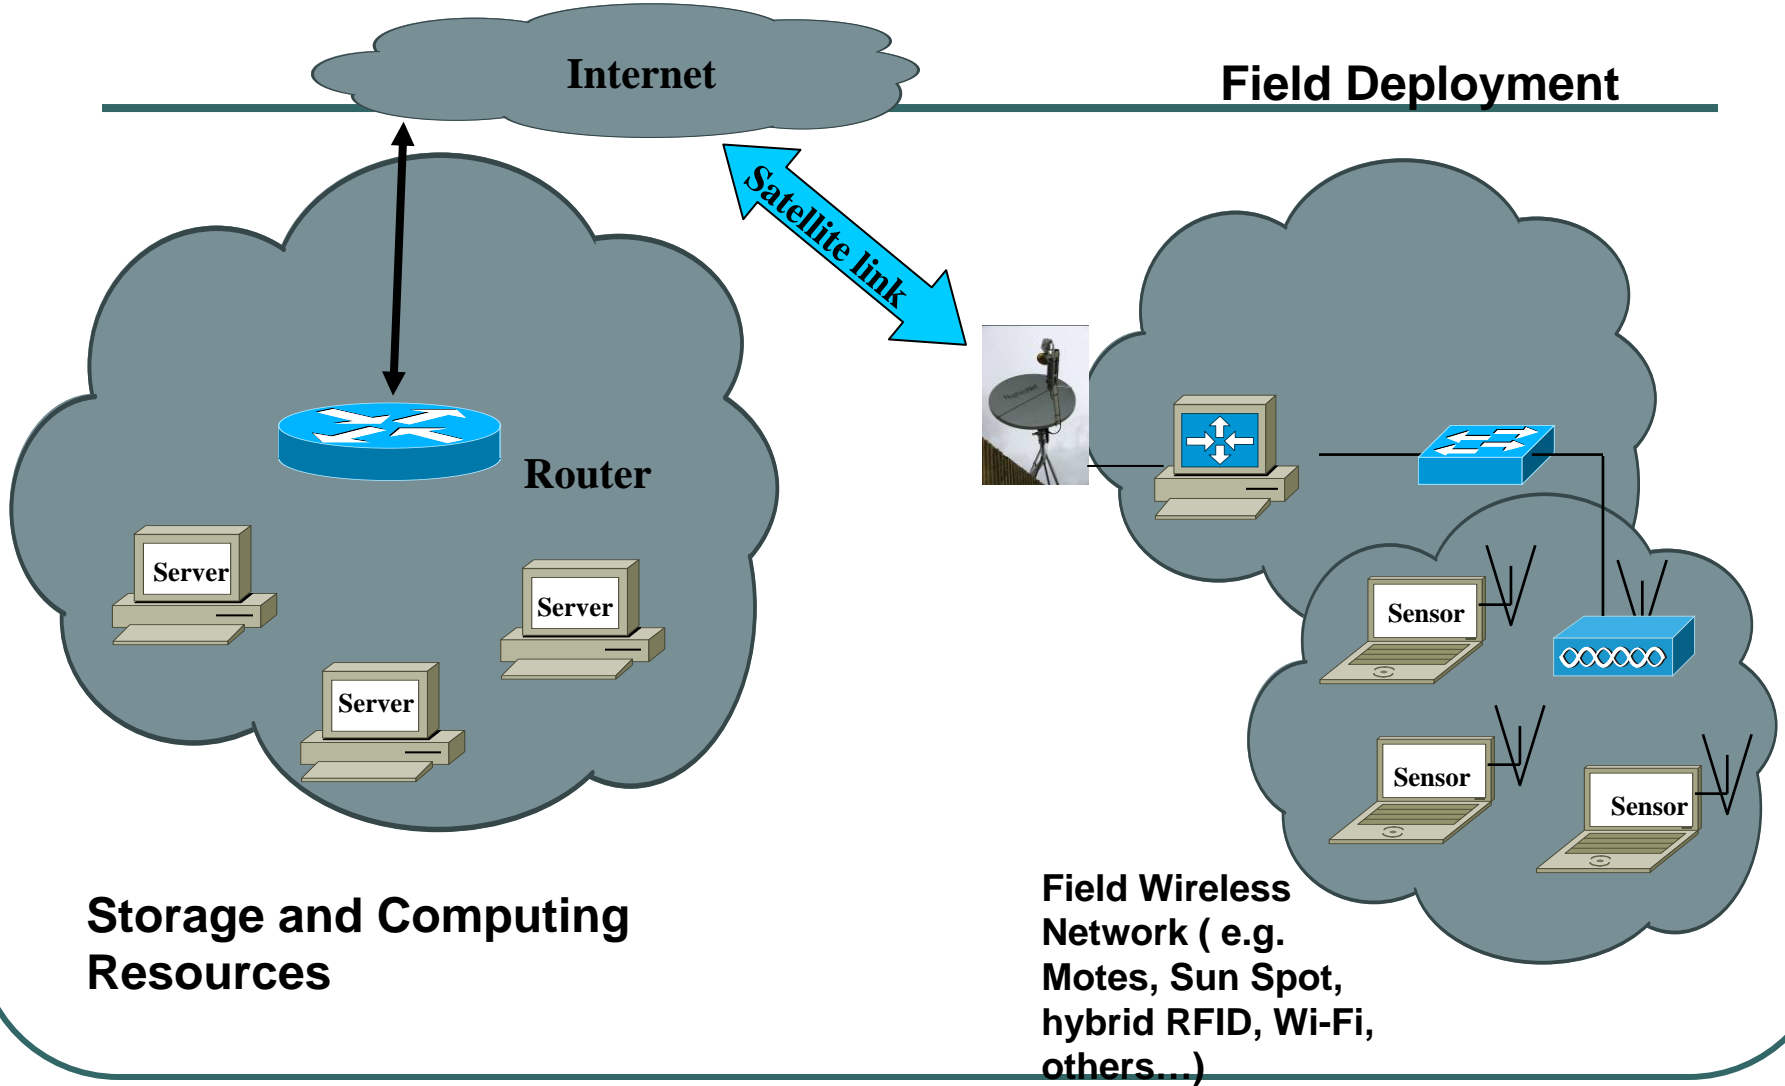 Internet
Field Deployment
Satellite link
HughesNet
Router
Server
Server
Server
Sensor
Sensor
Sensor
Storage and Computing
Resources
Field Wireless
Network ( e.g.
Motes, Sun Spot,
hybrid RFID, Wi-Fi,
others...)